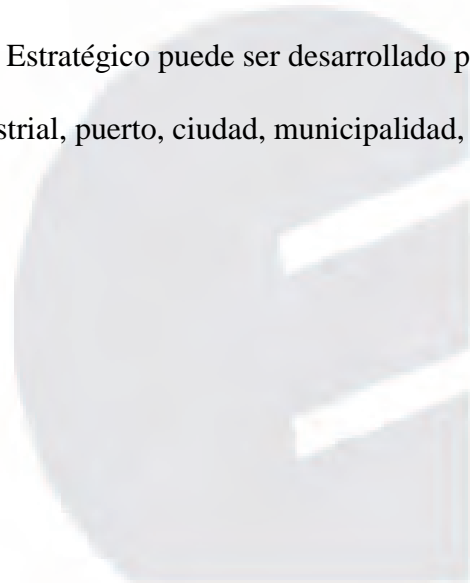 Estratégico puede ser desarrollado p
strial, puerto, ciudad, municipalidad,